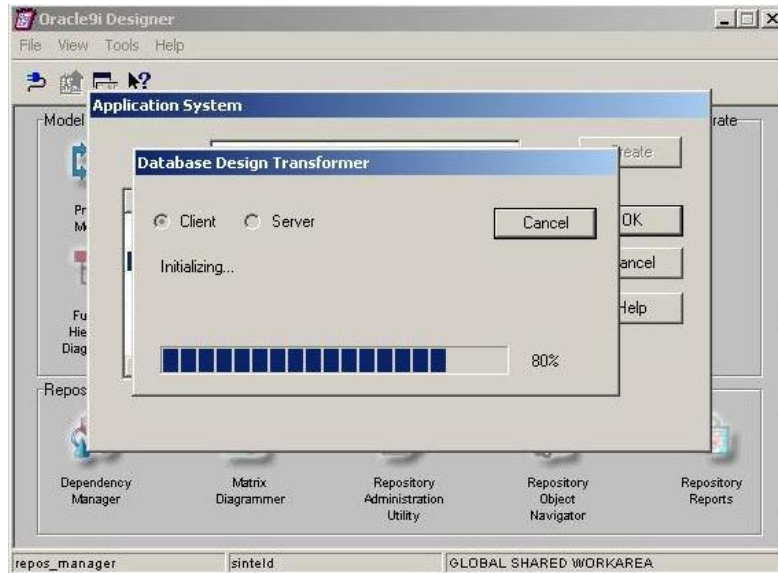 Oracle9i Designer
File View Tools Help
Application System
Model
rate
Create
Database Design Transformer
Client Server
Cancel
OK
Initializing...
Cancel
Help
80%
Repos
Dependency
Manager
Matrix
Diagrammer
Repository
Administration
Utility
Repository
Object
Navigator
Repository
Reports
repos_manager
sinteld
GLOBAL SHARED WORKAREA